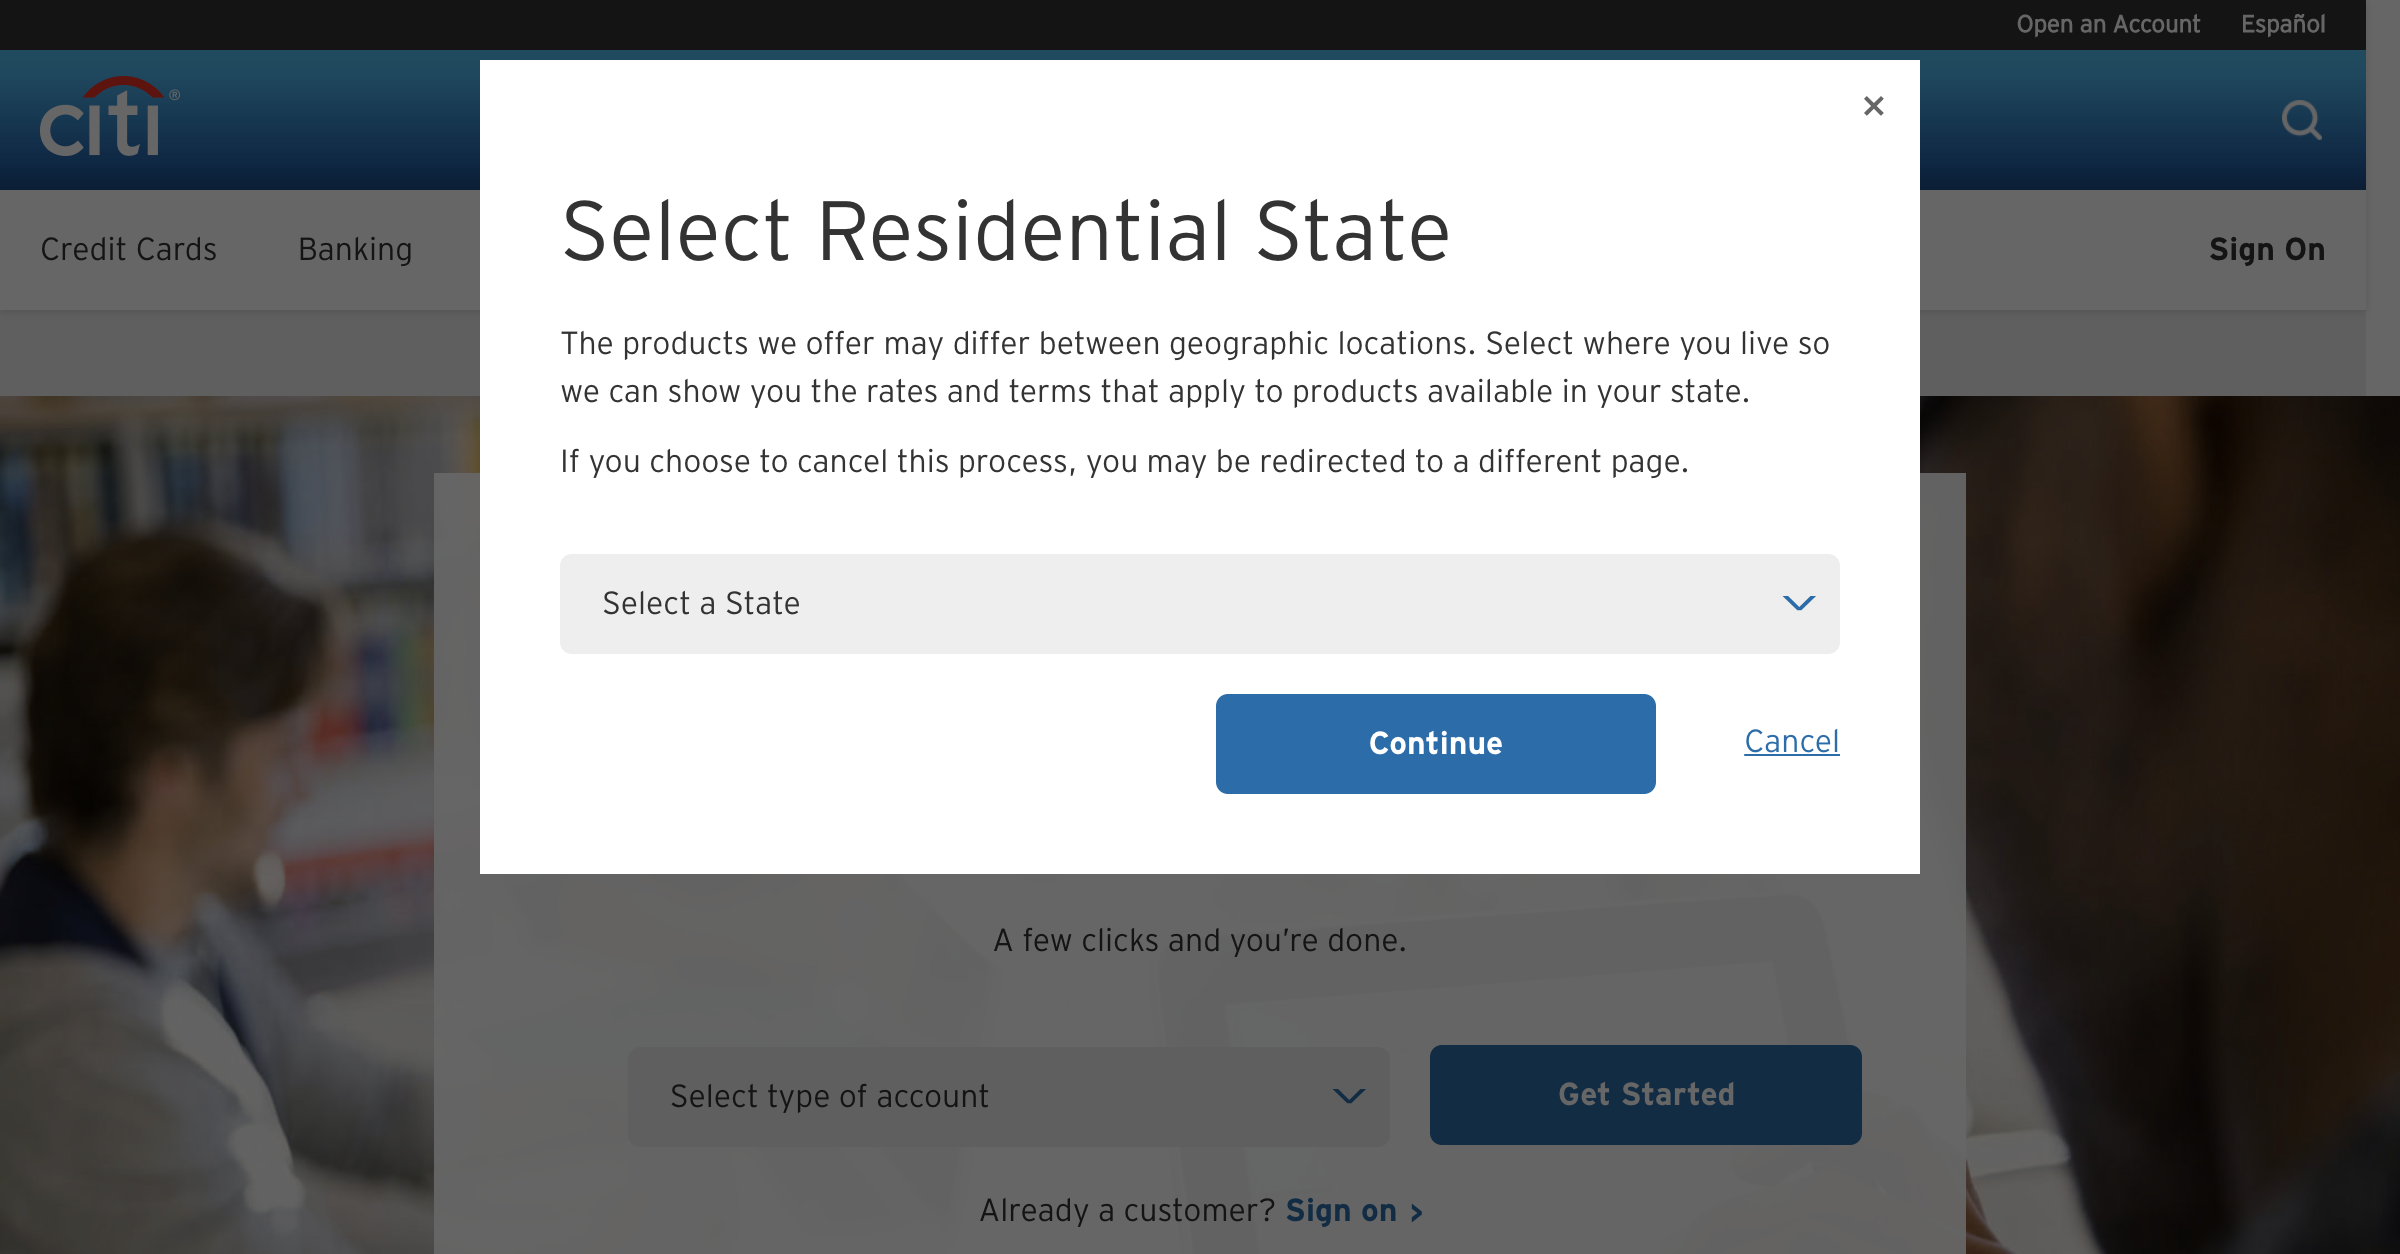 Open an Account Español
citi®
Credit Cards Banking Sign On
×
Select Residential State
The products we offer may differ between geographic locations. Select where you live so
we can show you the rates and terms that apply to products available in your state.
If you choose to cancel this process, you may be redirected to a different page.
Select a State
Continue Cancel
A few clicks and you’re done.
Select type of account Get Started
Already a customer? Sign on >